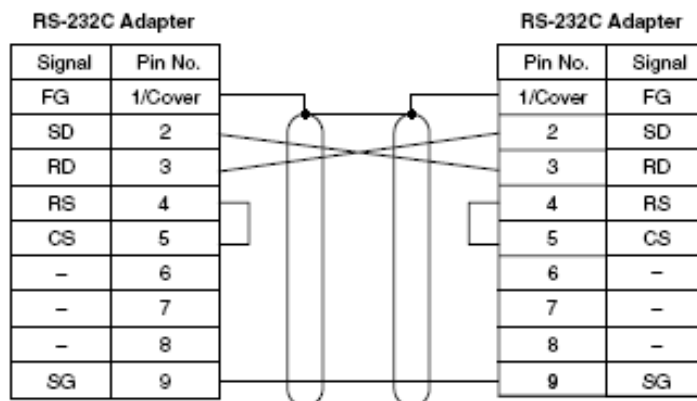 RS-232C Adapter RS-232C Adapter
Signal Pin No. Pin No. Signal
FG 1/Cover 1/Cover FG
SD 2 2 SD
RD 3 3 RD
RS 4 4 RS
CS 5 5 CS
– 6 6 –
– 7 7 –
– 8 8 –
SG 9 9 SG